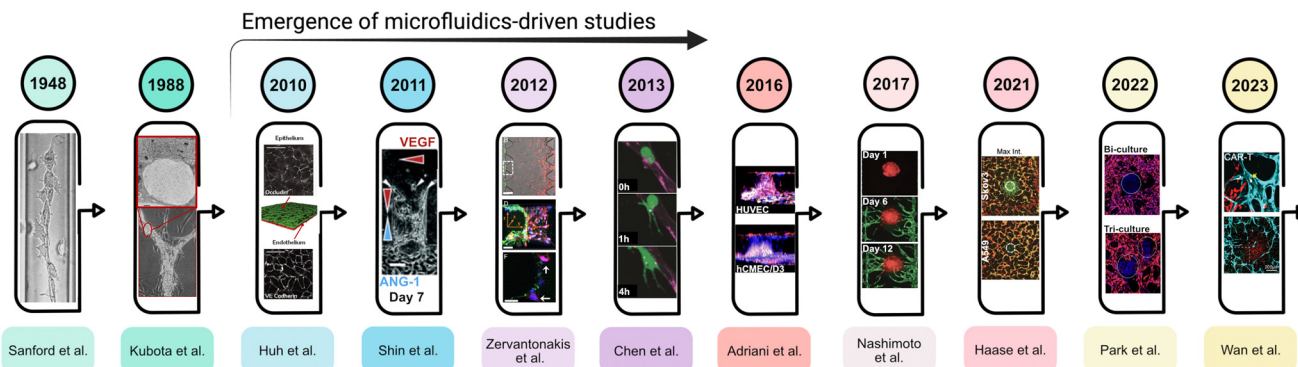 Emergence of microfluidics-driven studies
1948
1988
2010
2011
2012
2013
2016
2017
2021
2022
2023
Epithelium
Occludin
Endothelium
VE Cadherin
VEGF
ANG-1
Day 7
D
F
0h
1h
4h
HUVEC
hCMEC/D3
Day 1
Day 6
Day 12
Max Int.
Skov3
A549
Bi-culture
Tri-culture
CAR-T
Sanford et al.
Kubota et al.
Huh et al.
Shin et al.
Zervantonakis
et al.
Chen et al.
Adriani et al.
Nashimoto
et al.
Haase et al.
Park et al.
Wan et al.